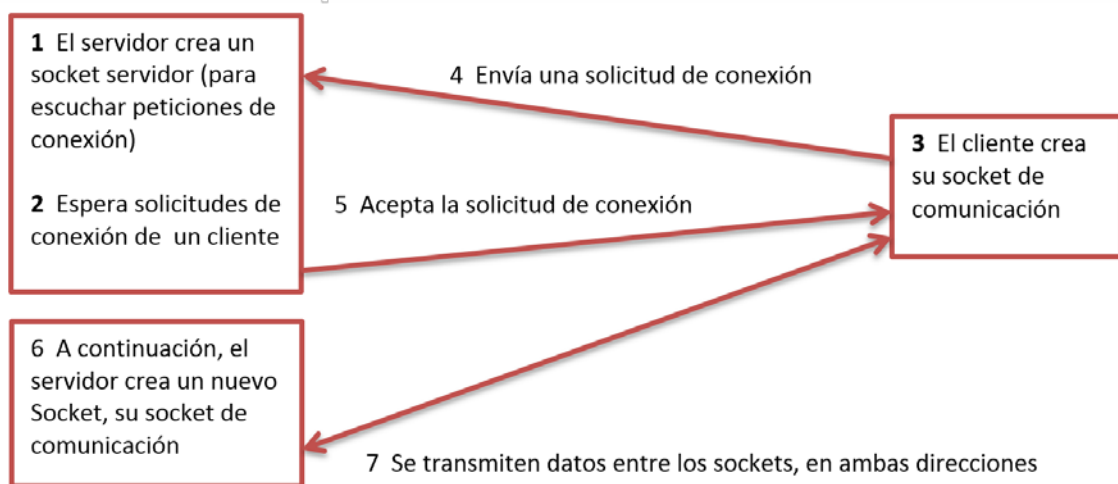 1 El servidor crea un
socket servidor (para
escuchar peticiones de
conexión)
2 Espera solicitudes de
conexión de un cliente
4 Envía una solicitud de conexión
3 El cliente crea
su socket de
comunicación
5 Acepta la solicitud de conexión
6 A continuación, el
servidor crea un nuevo
Socket, su socket de
comunicación
7 Se transmiten datos entre los sockets, en ambas direcciones